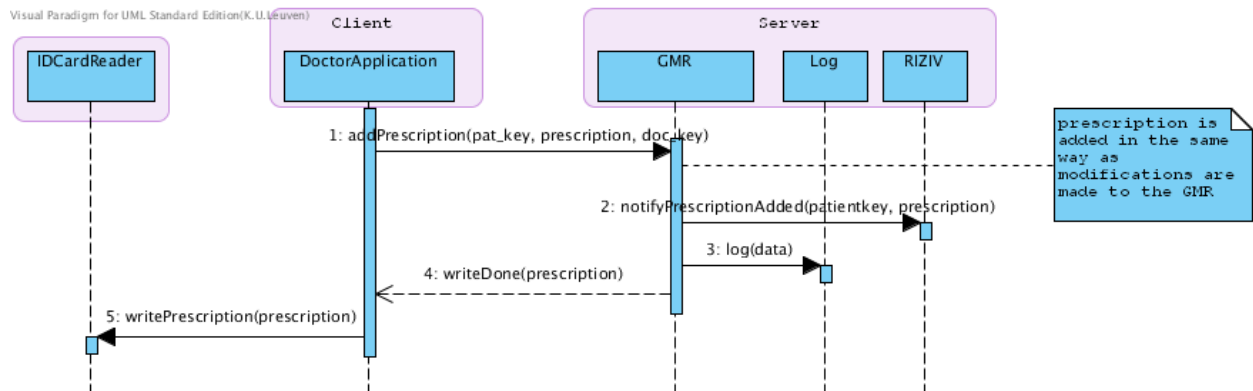 Visual Paradigm for UML Standard Edition(K.U.Leuven)
Client
Server
IDCardReader
DoctorApplication
GMR
Log
RIZIV
1: addPrescription(pat_key, prescription, doc_key)
prescription is
added in the same
way as
modifications are
made to the GMR
2: notifyPrescriptionAdded(patientkey, prescription)
3: log(data)
4: writeDone(prescription)
5: writePrescription(prescription)